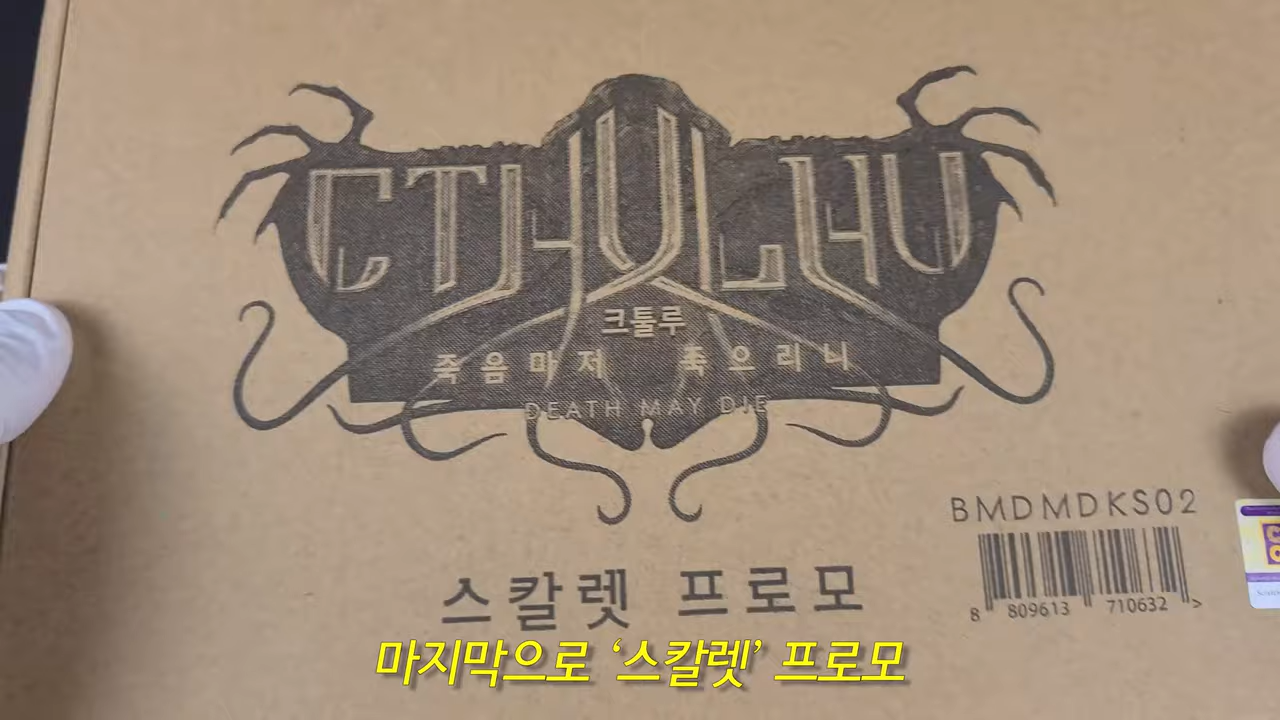 CTHULHU
크툴루
죽음마저 죽으리니
DEATH MAY DIE
BMDMDKS02
8 809613 710632 >
스칼렛 프로모
마지막으로 ‘스칼렛’ 프로모